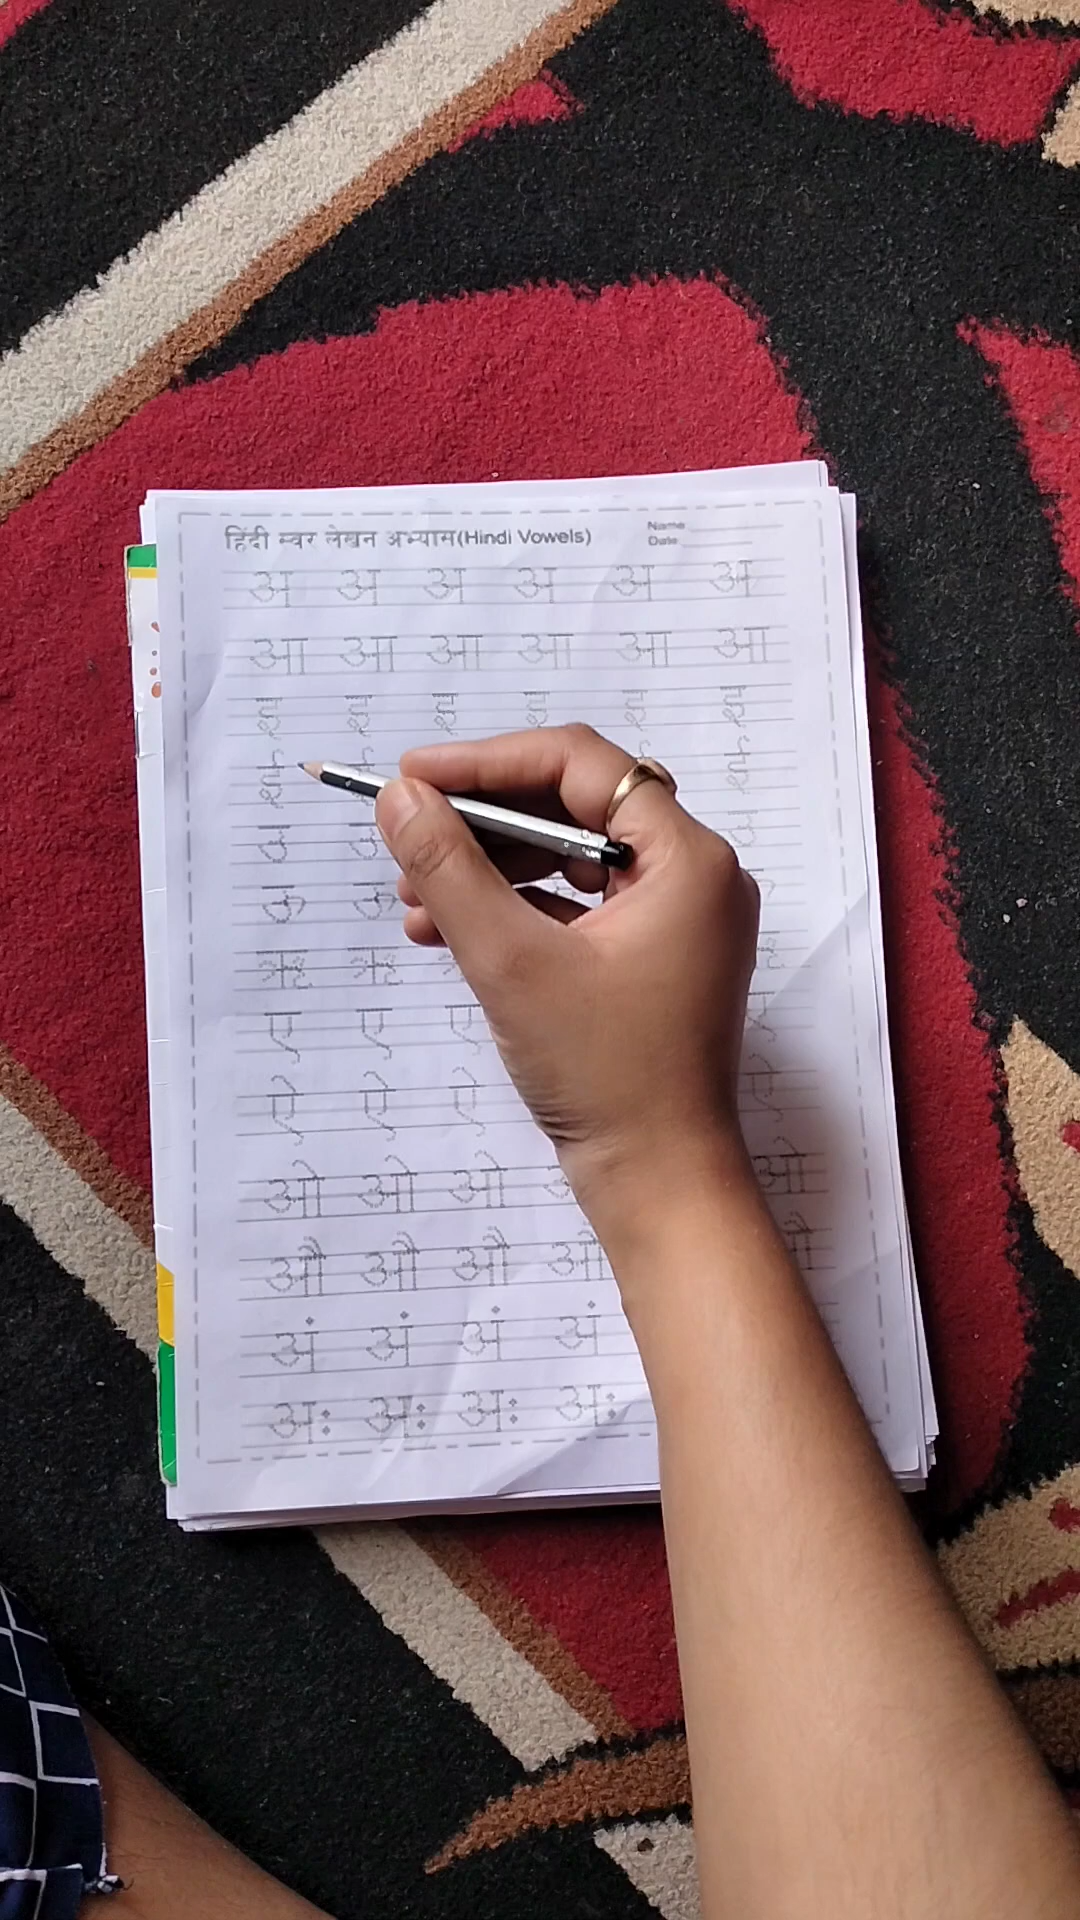 हिंदी स्वर लेखन अभ्यास(Hindi Vowels)
Name
Date
अ अ अ अ अ अ
आ आ आ आ आ आ
इ इ इ इ इ इ
ई ई ई
उ उ उ
ऊ ऊ
ऋ ऋ
ए ए ए ए
ऐ ऐ ऐ ऐ
ओ ओ ओ ओ
औ औ औ औ
अं अं अं अं
अः अः अः अः